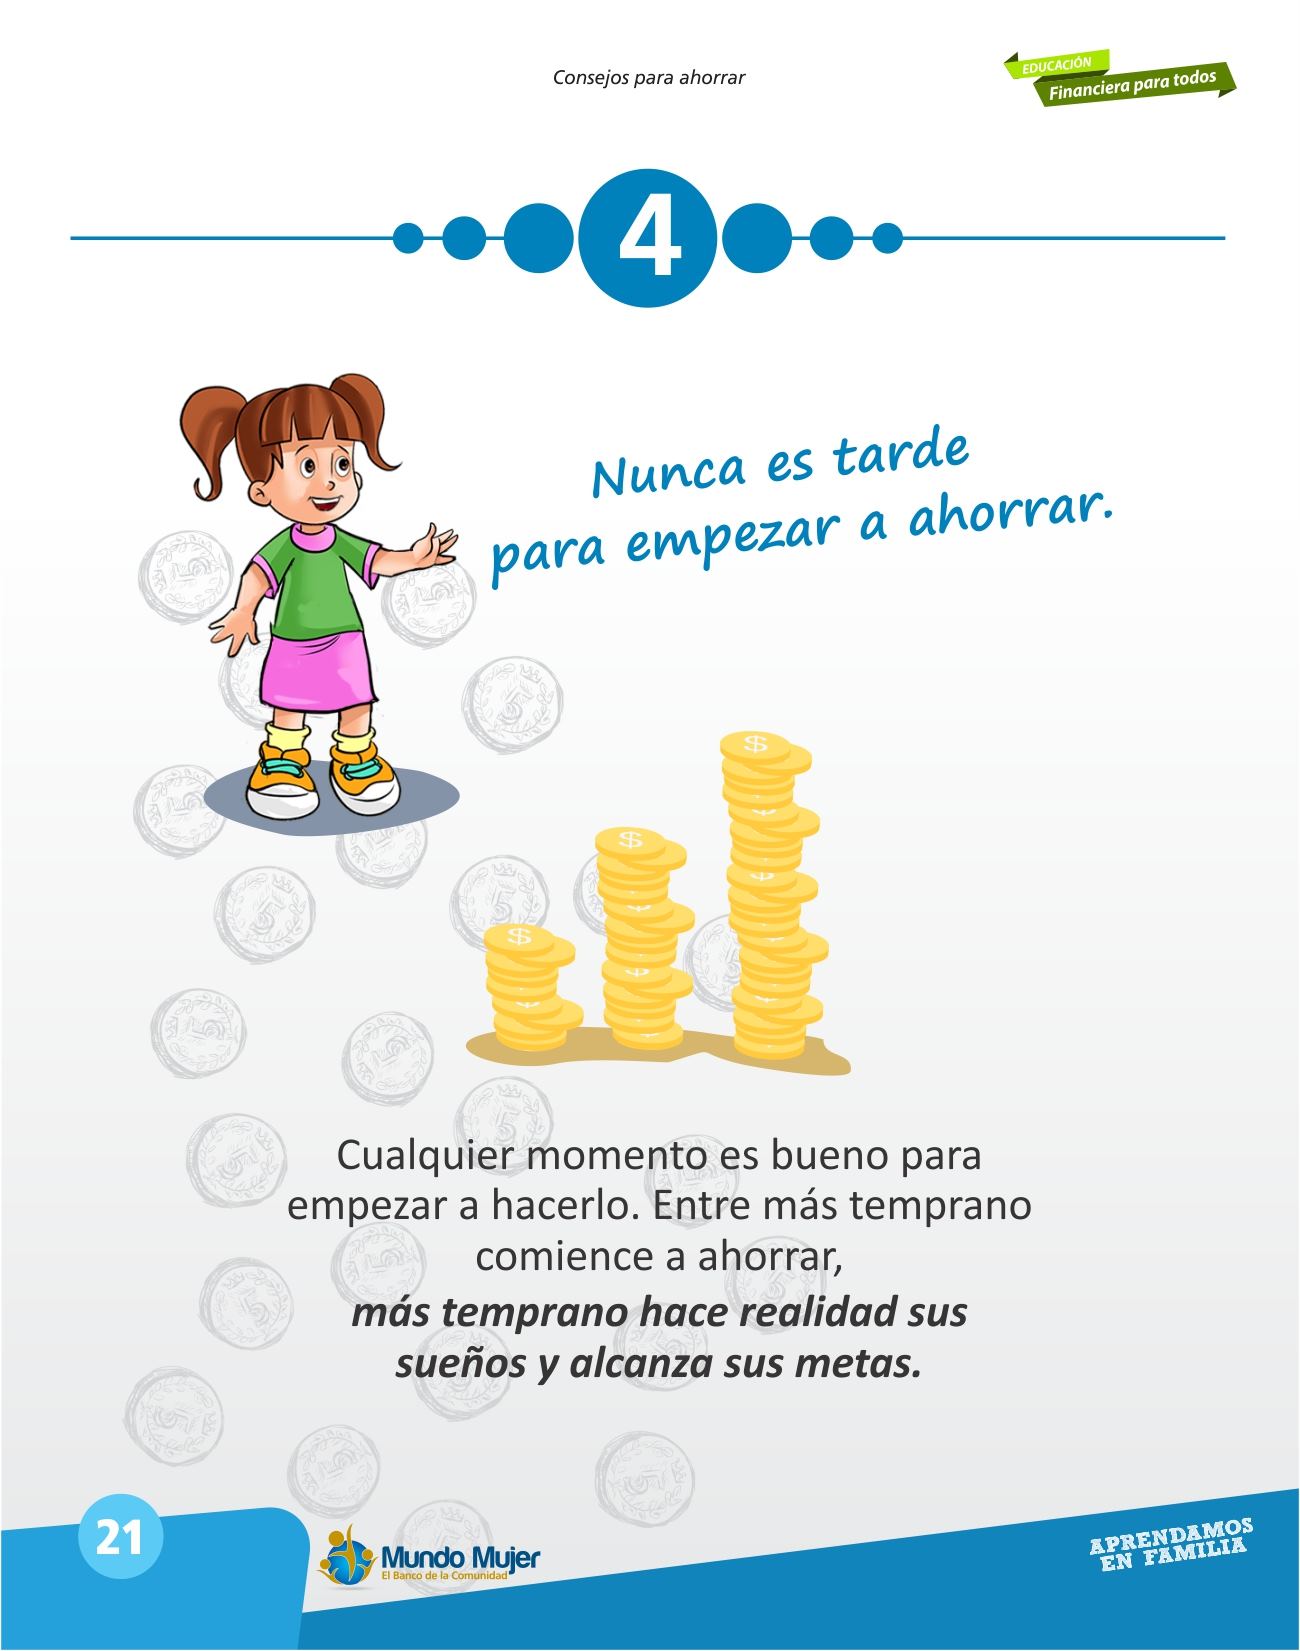 Consejos para ahorrar
EDUCACIÓN
Financiera para todos
4
Nunca es tarde
para empezar a ahorrar.
Cualquier momento es bueno para
empezar a hacerlo. Entre más temprano
comience a ahorrar,
más temprano hace realidad sus
sueños y alcanza sus metas.
21
Mundo Mujer
El Banco de la Comunidad
APRENDAMOS
EN FAMILIA